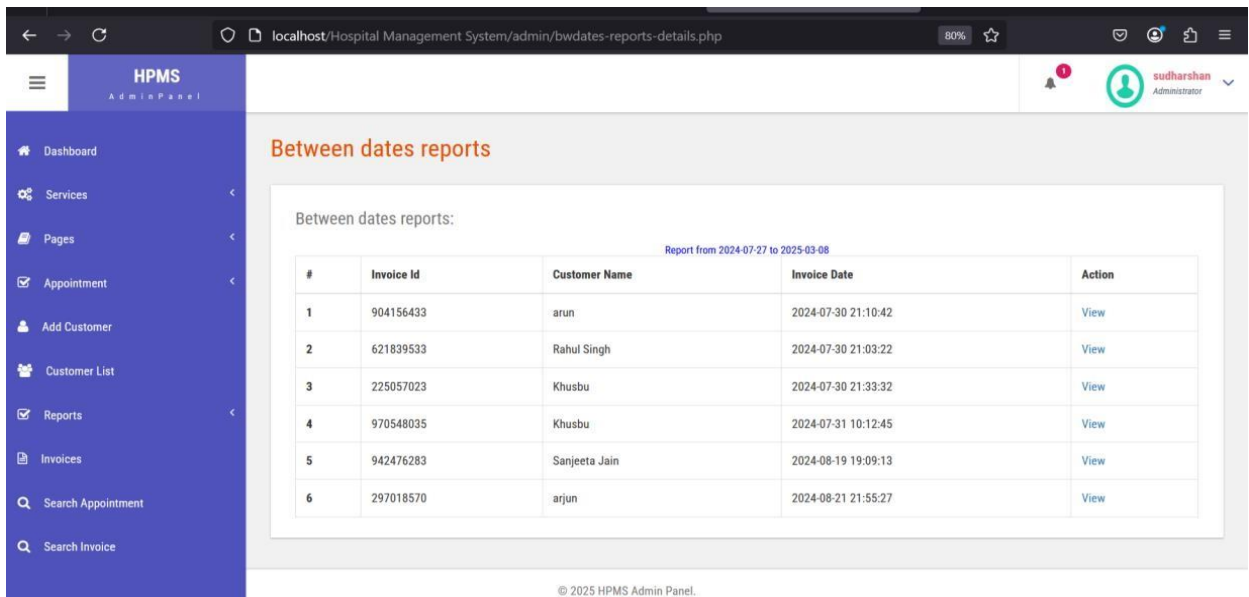 localhost/Hospital Management System/admin/bwdates-reports-details.php 80%
HPMS
AdminPanel
1
sudharshan
Administrator
Dashboard
Services
Pages
Appointment
Add Customer
Customer List
Reports
Invoices
Search Appointment
Search Invoice
Between dates reports
Between dates reports:
Report from 2024-07-27 to 2025-03-08
# Invoice Id Customer Name Invoice Date Action
1 904156433 arun 2024-07-30 21:10:42 View
2 621839533 Rahul Singh 2024-07-30 21:03:22 View
3 225057023 Khusbu 2024-07-30 21:33:32 View
4 970548035 Khusbu 2024-07-31 10:12:45 View
5 942476283 Sanjeeta Jain 2024-08-19 19:09:13 View
6 297018570 arjun 2024-08-21 21:55:27 View
© 2025 HPMS Admin Panel.